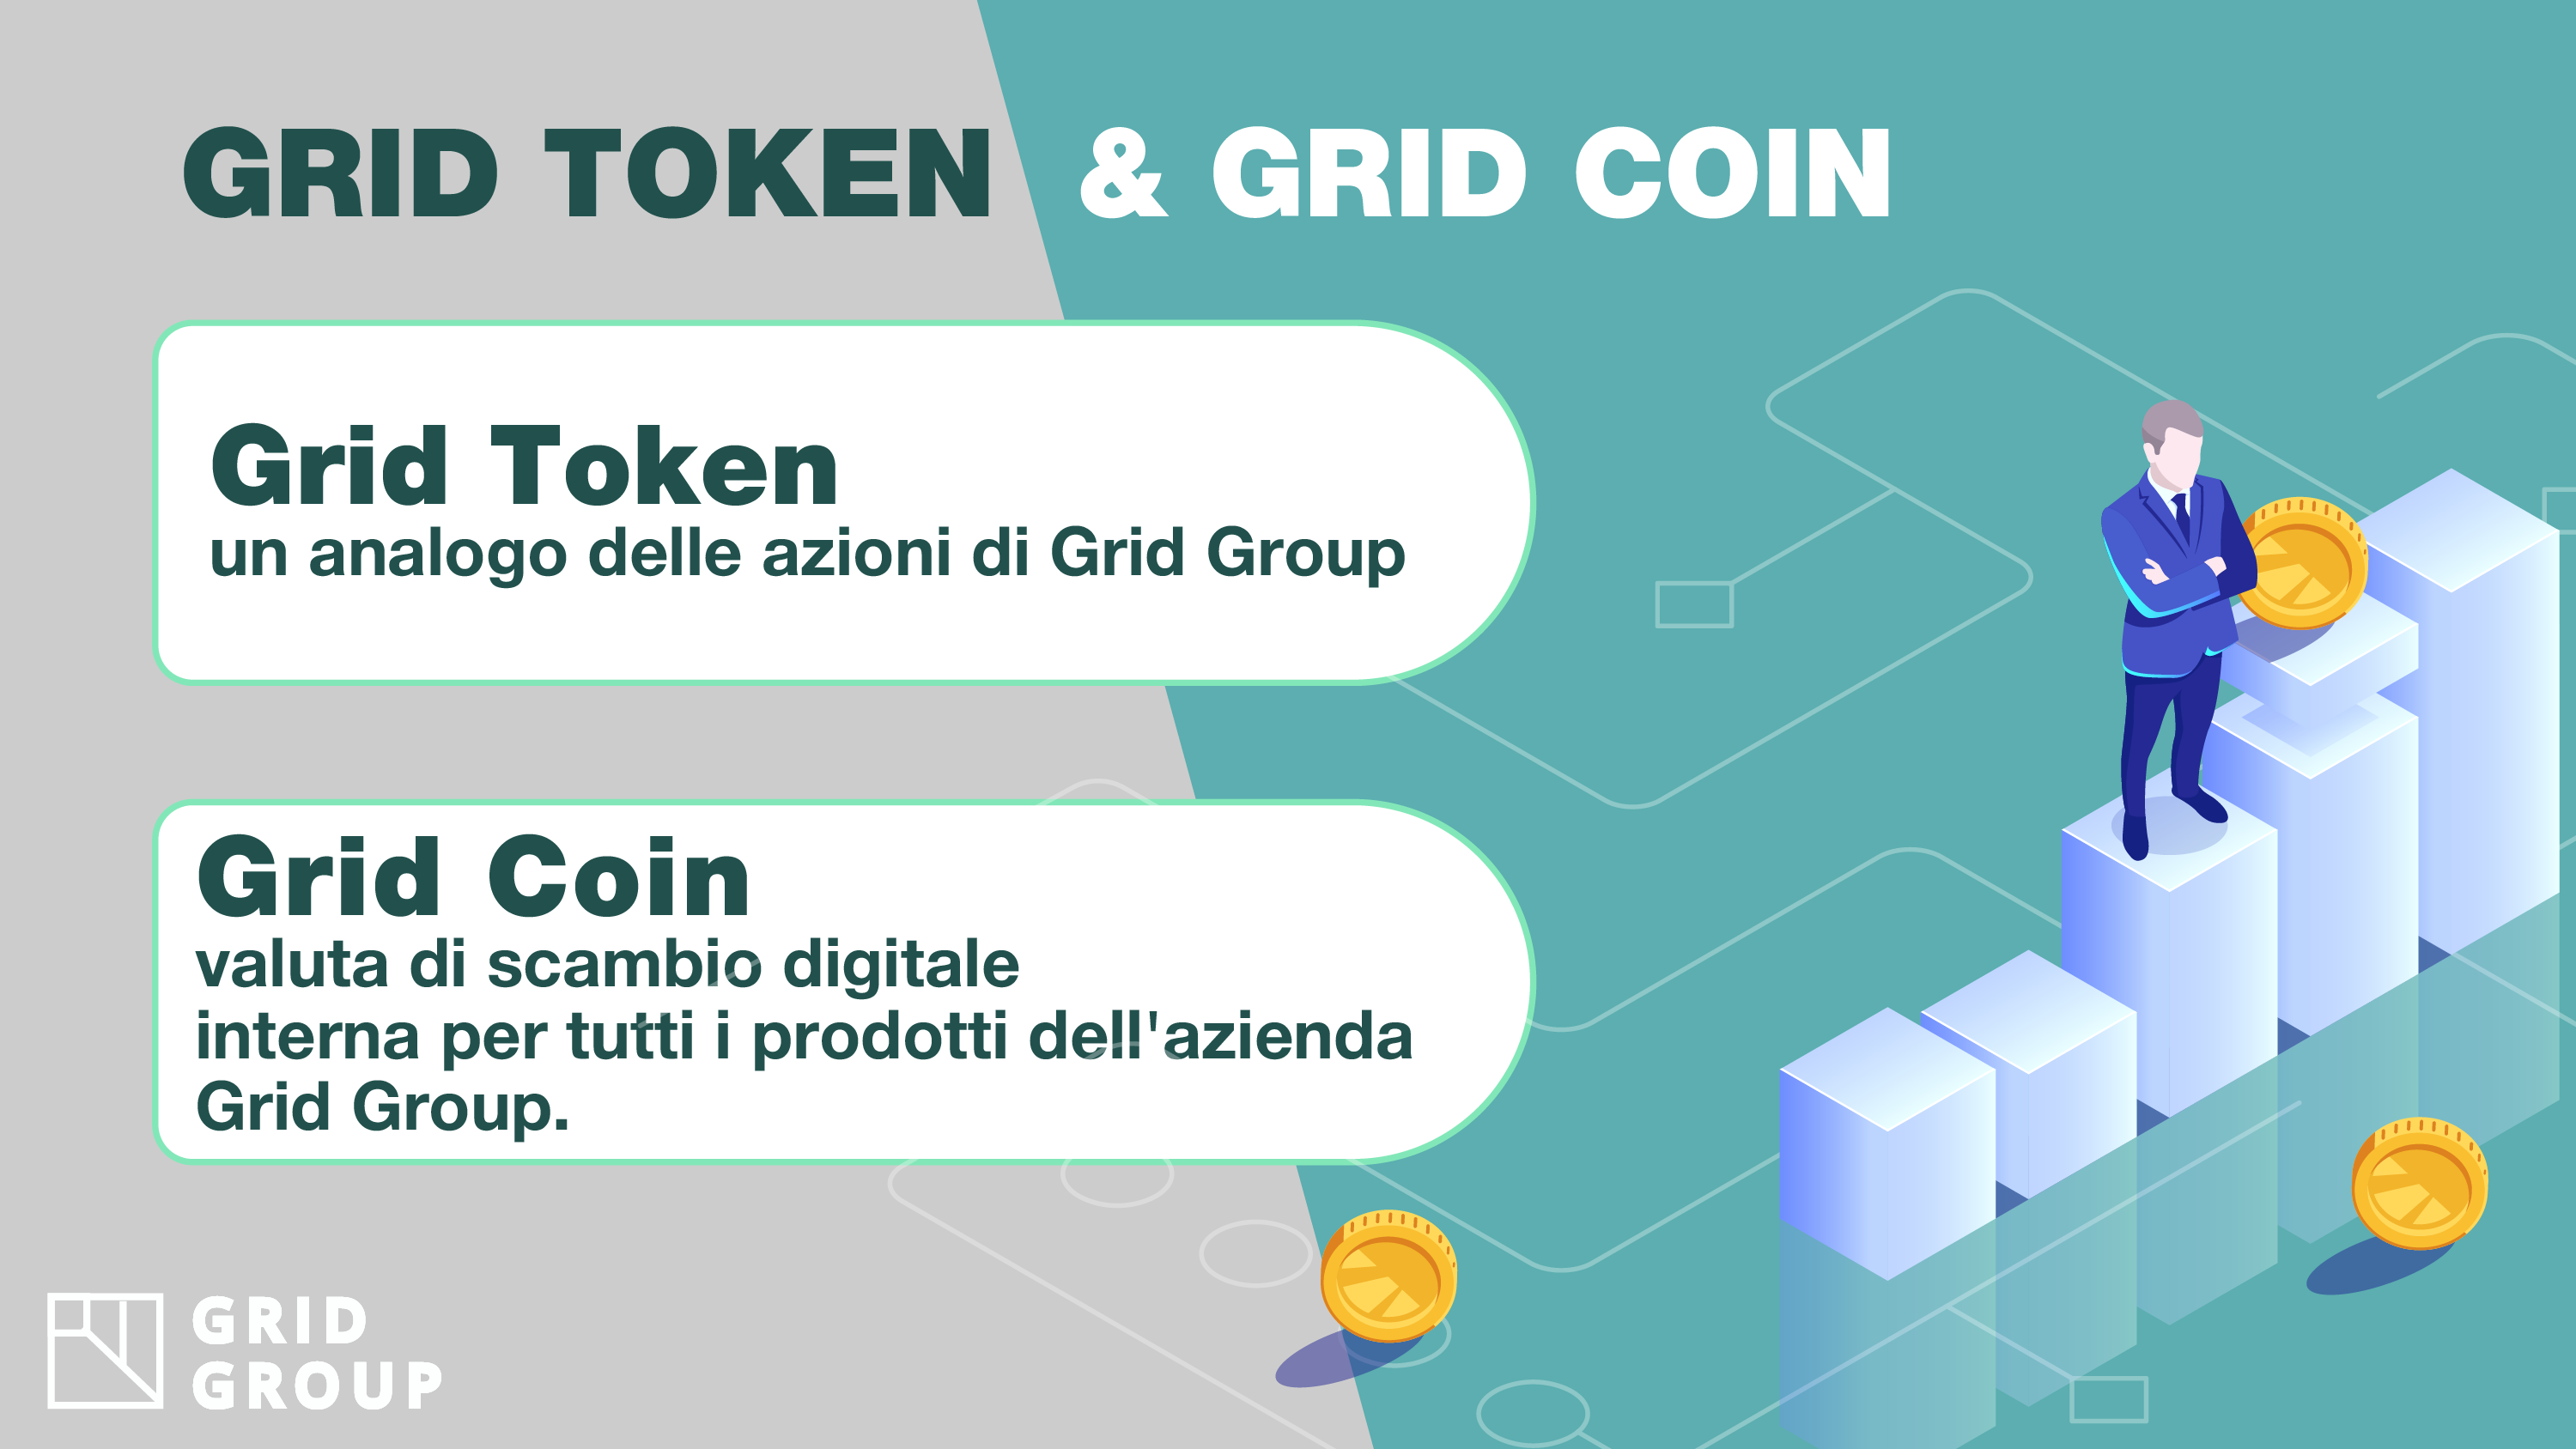 GRID TOKEN & GRID COIN
Grid Token
un analogo delle azioni di Grid Group
Grid Coin
valuta di scambio digitale
interna per tutti i prodotti dell'azienda
Grid Group.
GRID
GROUP